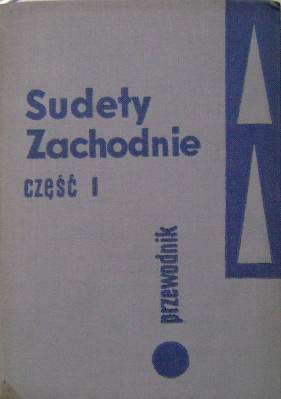 Sudety
Zachodnie
CZĘŚĆ I
przewodnik